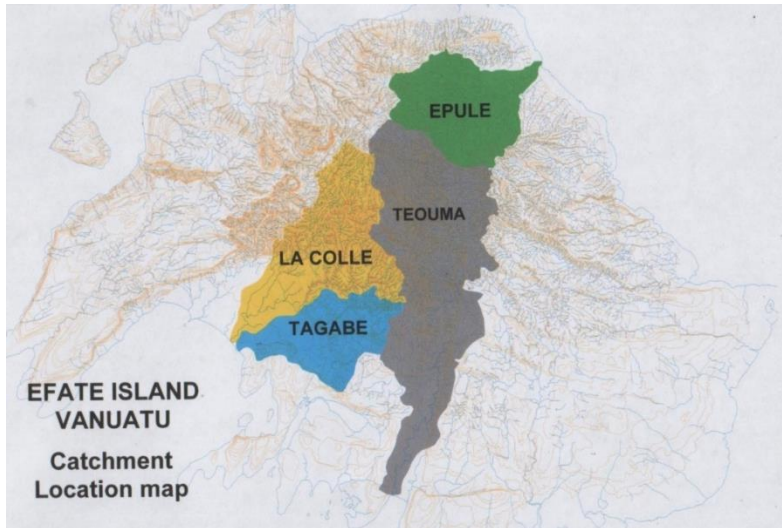 EPULE
TEOUMA
LA COLLE
TAGABE
EFATE ISLAND
VANUATU
Catchment
Location map